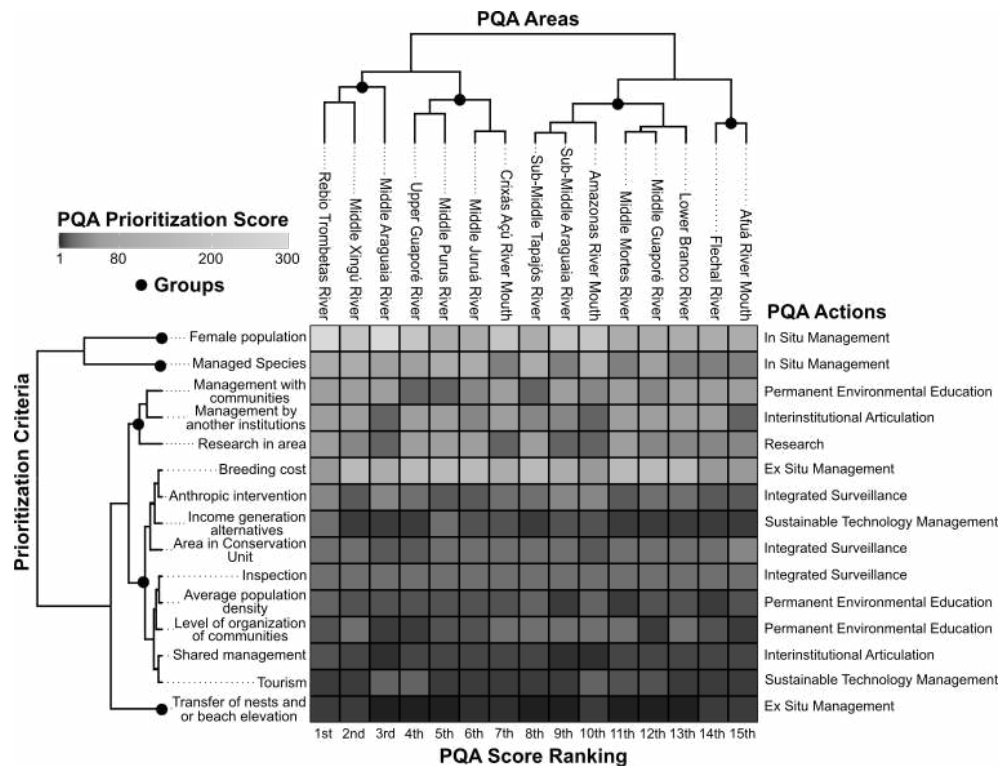 PQA Areas
Rebio Trombetas River
Middle Xingú River
Middle Araguaia River
Upper Guaporé River
Middle Purus River
Middle Juruá River
Crixás Açü River Mouth
Sub-Middle Tapajós River
Sub-Middle Araguaia River
Amazonas River Mouth
Middle Mortes River
Middle Guaporé River
Lower Branco River
Flechal River
Afuá River Mouth
PQA Prioritization Score
1 80 200 300
Groups
PQA Actions
Prioritization Criteria
Female population
In Situ Management
Managed Species
In Situ Management
Management with
communities
Permanent Environmental Education
Management by
another institutions
Interinstitutional Articulation
Research in area
Research
Breeding cost
Ex Situ Management
Anthropic intervention
Integrated Surveillance
Income generation
alternatives
Sustainable Technology Management
Area in Conservation
Unit
Integrated Surveillance
Inspection
Integrated Surveillance
Average population
density
Permanent Environmental Education
Level of organization
of communities
Permanent Environmental Education
Shared management
Interinstitutional Articulation
Tourism
Sustainable Technology Management
Transfer of nests and
or beach elevation
Ex Situ Management
1st 2nd 3rd 4th 5th 6th 7th 8th 9th 10th 11th 12th 13th 14th 15th
PQA Score Ranking